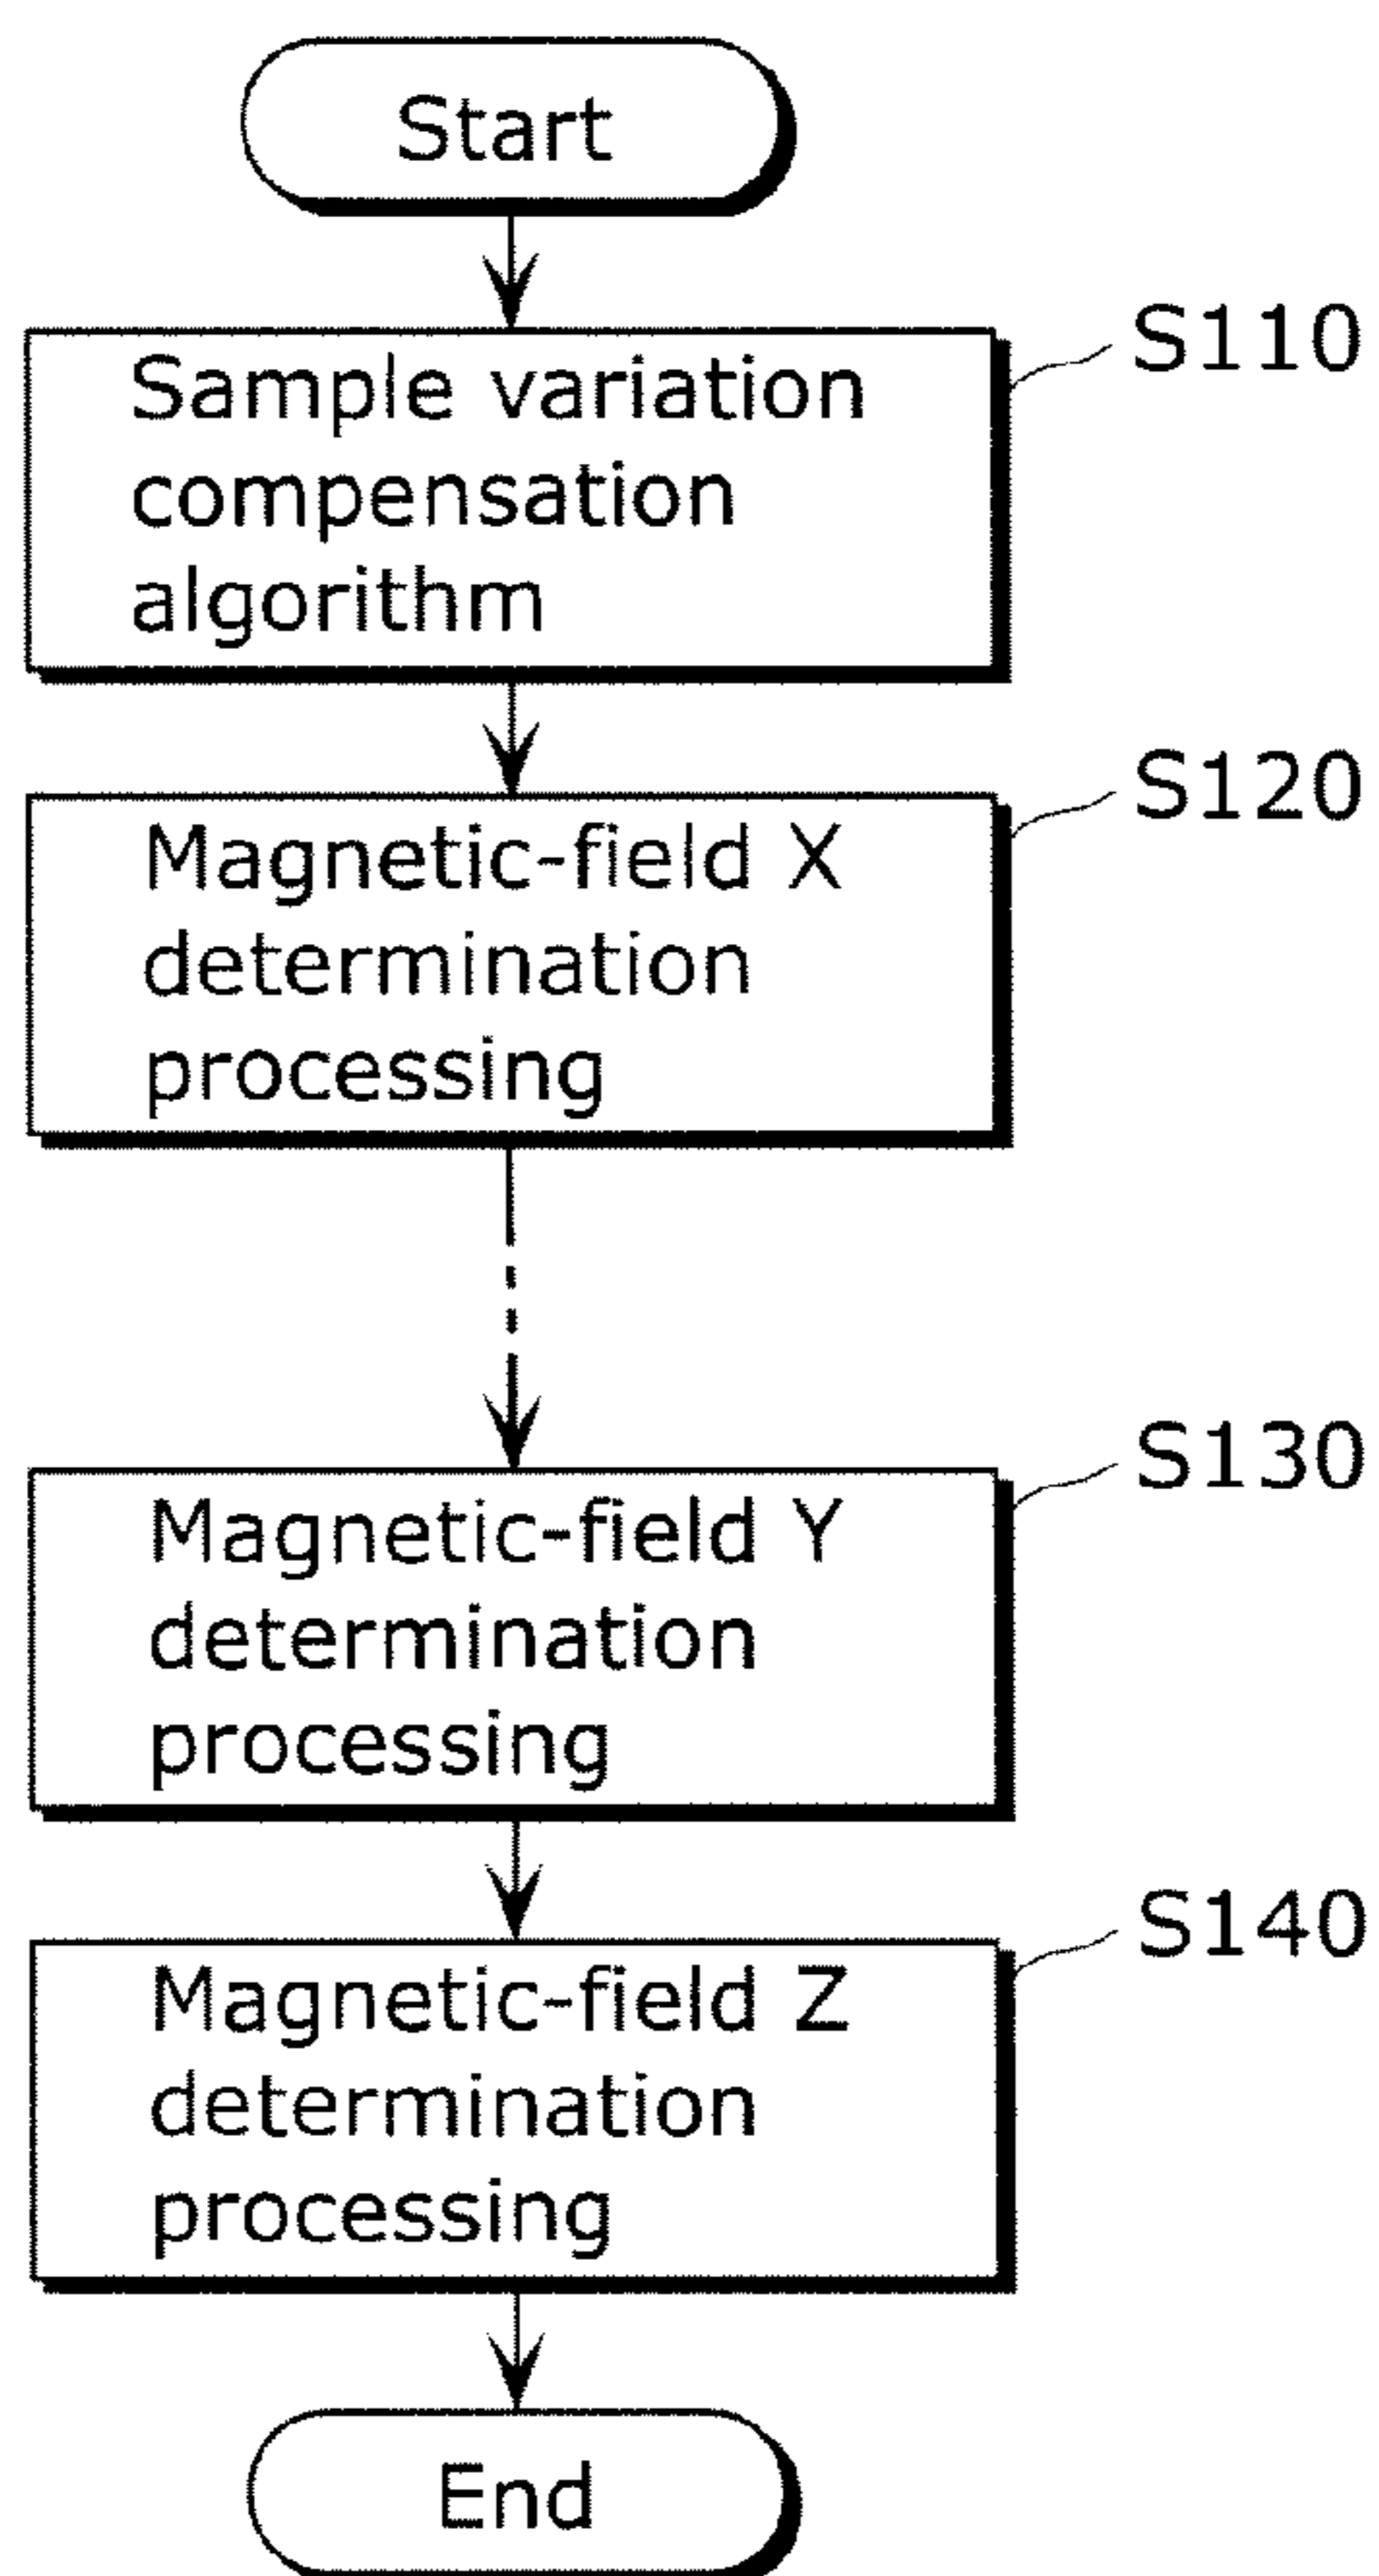 Start
S110
Sample variation
compensation
algorithm
S120
Magnetic-field X
determination
processing
S130
Magnetic-field Y
determination
processing
S140
Magnetic-field Z
determination
processing
End